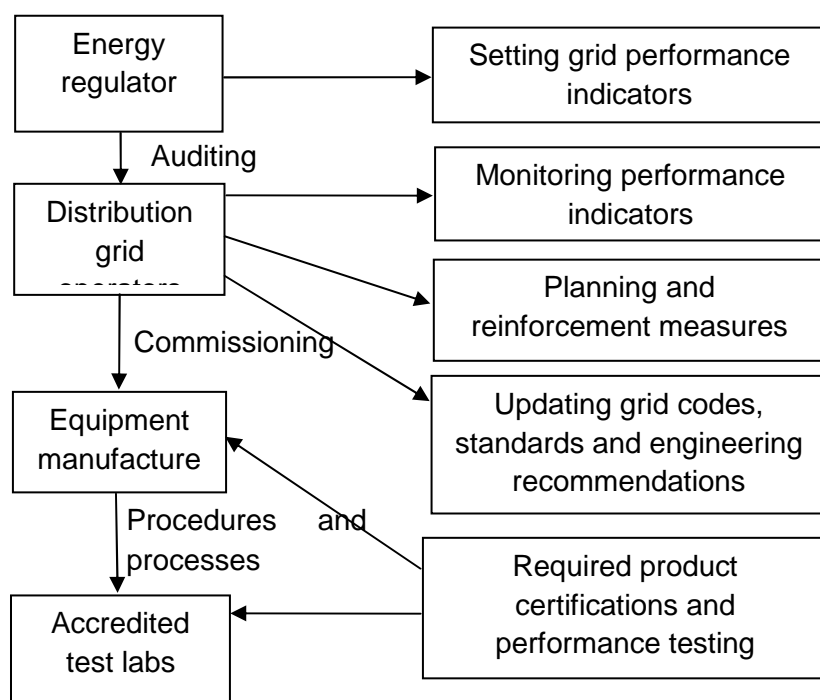 Energy
regulator
Setting grid performance
indicators
Auditing
Distribution
grid
operators
Monitoring performance
indicators
Planning and
reinforcement measures
Commissioning
Equipment
manufacture
Updating grid codes,
standards and engineering
recommendations
Procedures and
processes
Required product
certifications and
performance testing
Accredited
test labs